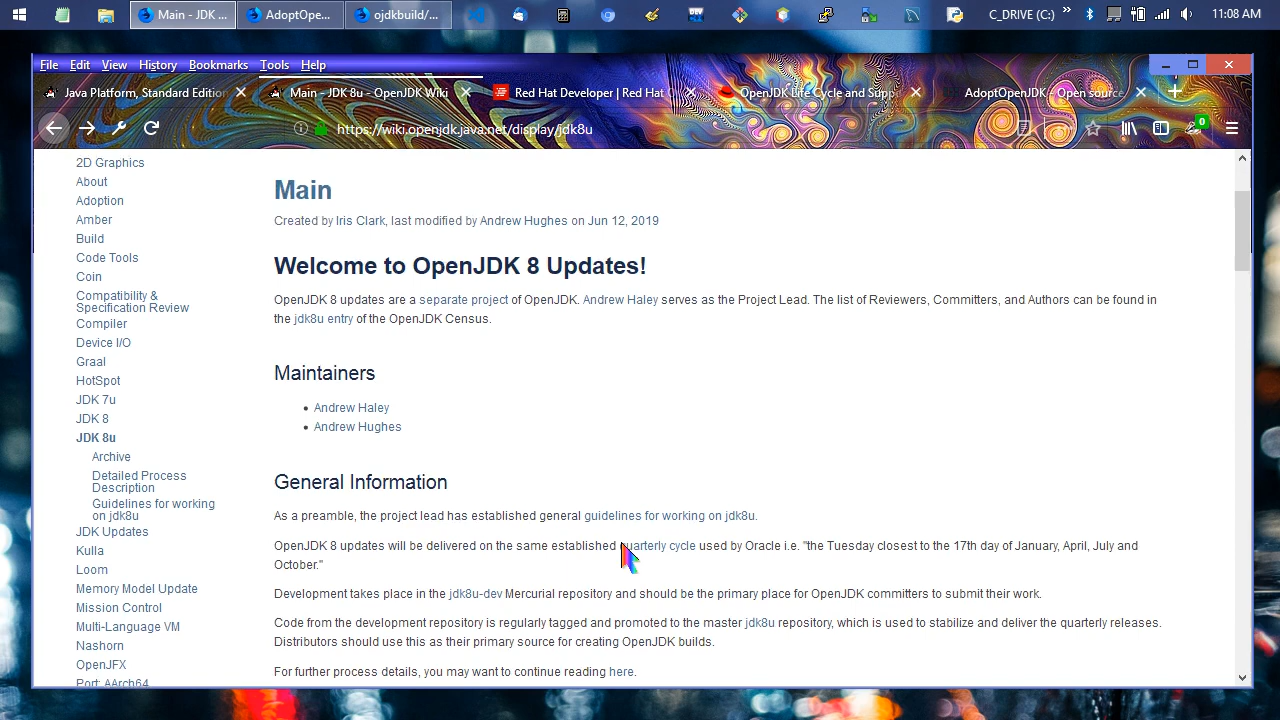 Main - JDK ... AdoptOpe... ojdkbuild/... C_DRIVE (C:) » 11:08 AM
File Edit View History Bookmarks Tools Help
Java Platform, Standard Edition Main - JDK 8u - OpenJDK Wiki Red Hat Developer | Red Hat OpenJDK Life Cycle and Supp AdoptOpenJDK - Open source
https://wiki.openjdk.java.net/display/jdk8u 0
2D Graphics
About
Adoption
Amber
Build
Code Tools
Coin
Compatibility &
Specification Review
Compiler
Device I/O
Graal
HotSpot
JDK 7u
JDK 8
JDK 8u
Archive
Detailed Process
Description
Guidelines for working
on jdk8u
JDK Updates
Kulla
Loom
Memory Model Update
Mission Control
Multi-Language VM
Nashorn
OpenJFX
Port: AArch64
Main
Created by Iris Clark, last modified by Andrew Hughes on Jun 12, 2019
Welcome to OpenJDK 8 Updates!
OpenJDK 8 updates are a separate project of OpenJDK. Andrew Haley serves as the Project Lead. The list of Reviewers, Committers, and Authors can be found in
the jdk8u entry of the OpenJDK Census.
Maintainers
• Andrew Haley
• Andrew Hughes
General Information
As a preamble, the project lead has established general guidelines for working on jdk8u.
OpenJDK 8 updates will be delivered on the same established quarterly cycle used by Oracle i.e. "the Tuesday closest to the 17th day of January, April, July and
October."
Development takes place in the jdk8u-dev Mercurial repository and should be the primary place for OpenJDK committers to submit their work.
Code from the development repository is regularly tagged and promoted to the master jdk8u repository, which is used to stabilize and deliver the quarterly releases.
Distributors should use this as their primary source for creating OpenJDK builds.
For further process details, you may want to continue reading here.